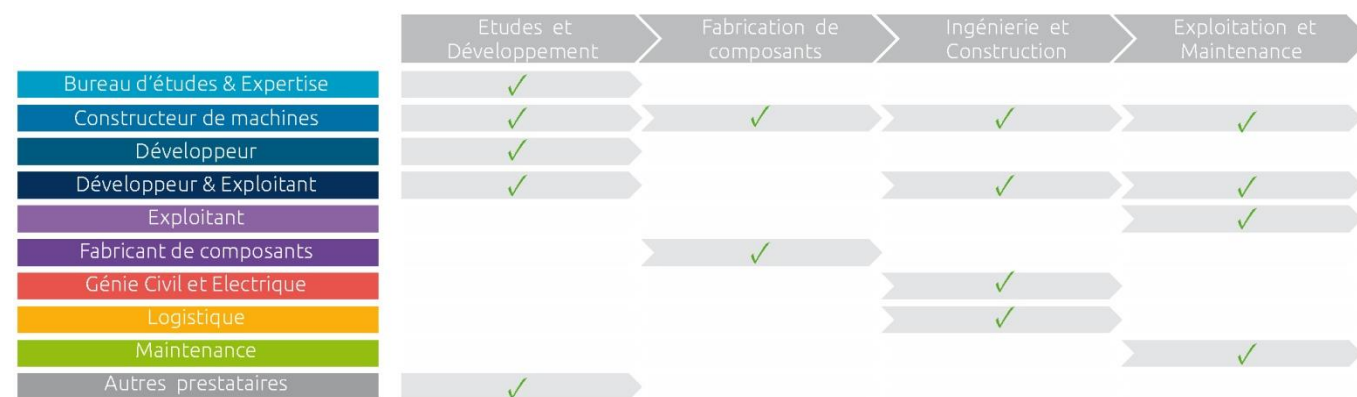 Etudes et
Développement
Fabrication de
composants
Ingénierie et
Construction
Exploitation et
Maintenance
Bureau d'études & Expertise
Constructeur de machines
Développeur
Développeur & Exploitant
Exploitant
Fabricant de composants
Génie Civil et Electrique
Logistique
Maintenance
Autres prestataires